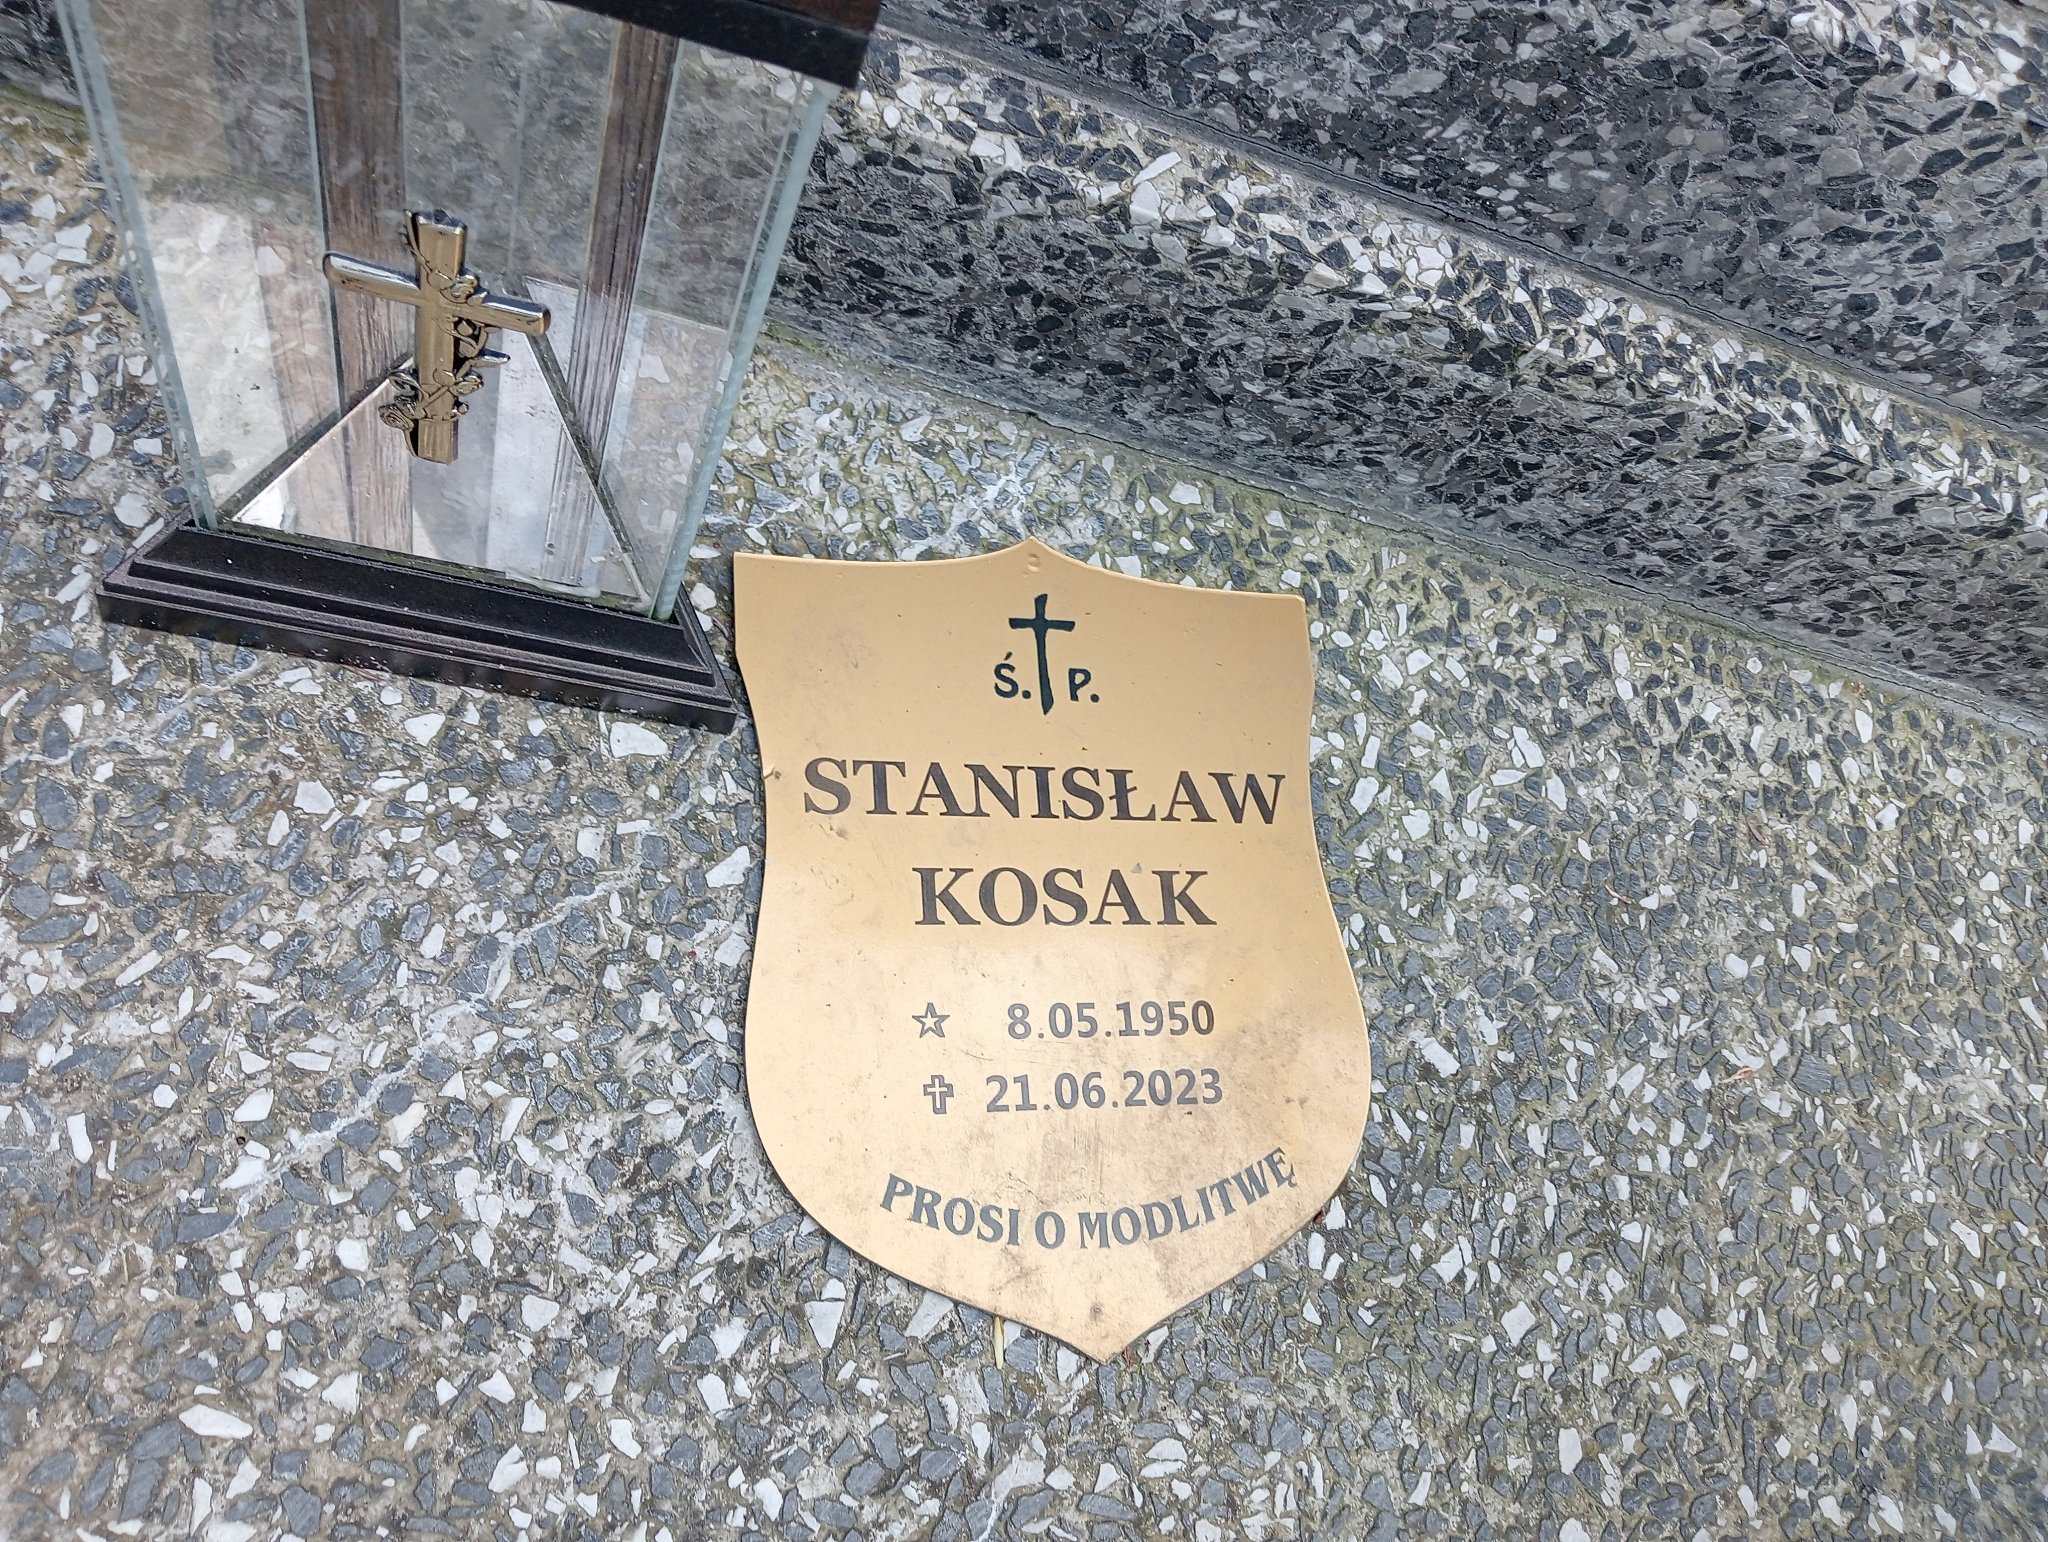 Ś. P.
STANISŁAW
KOSAK
8.05.1950
21.06.2023
PROSI O MODLITWĘ